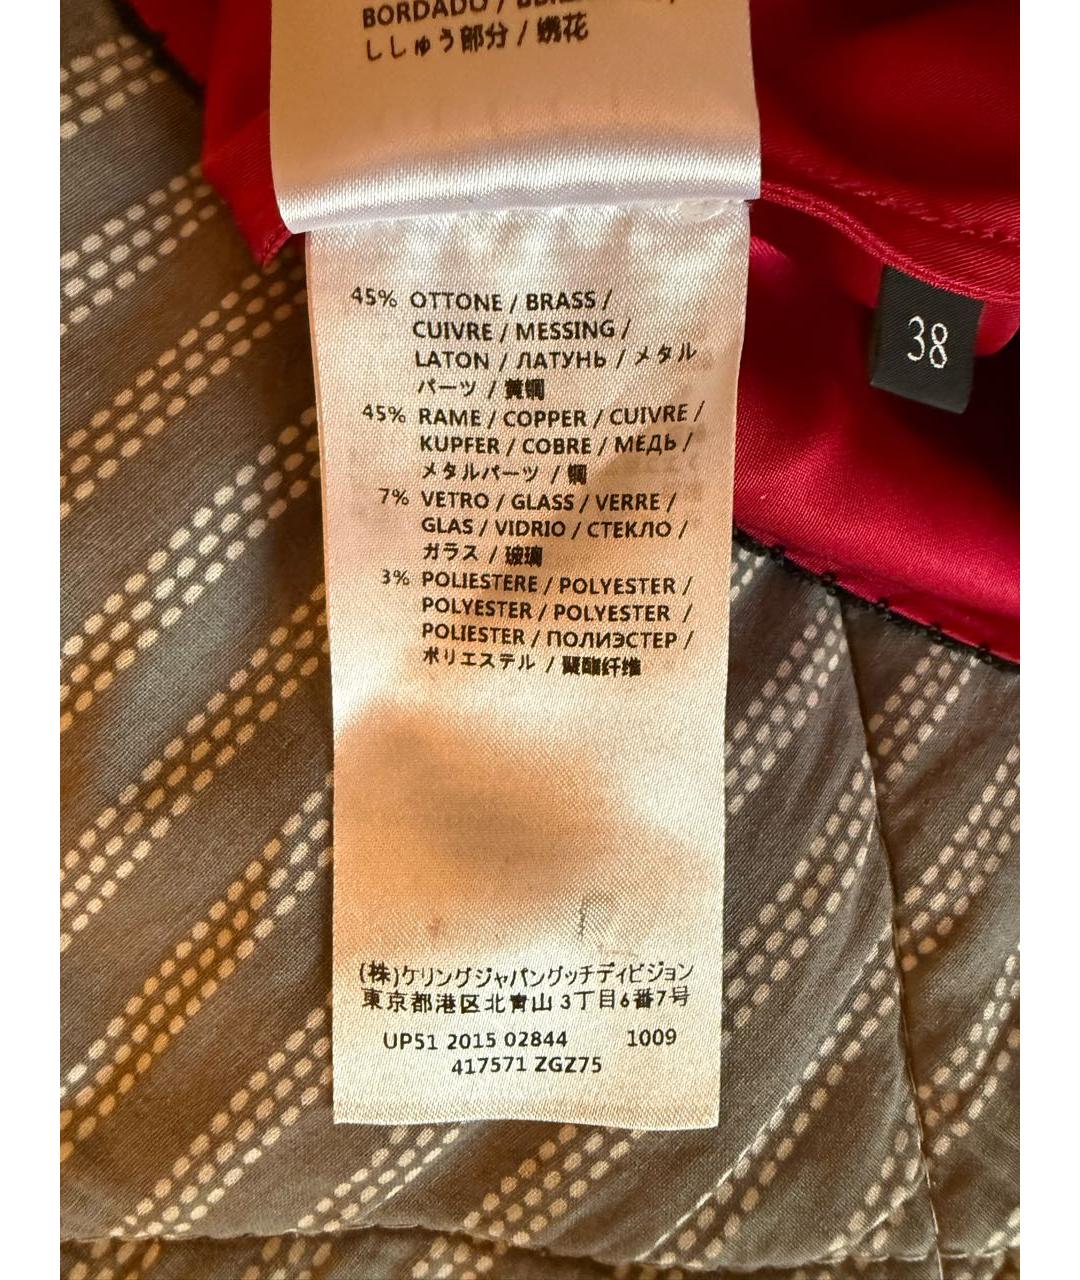 BORDADO /
ししゅう部分 / 绣花
45% OTTONE / BRASS /
CUIVRE / MESSING /
LATON / ЛАТУНЬ / メタル
パーツ / 黄铜
45% RAME / COPPER / CUIVRE /
KUPFER / COBRE / МЕДЬ /
メタルパーツ / 铜
7% VETRO / GLASS / VERRE /
GLAS / VIDRIO / СТЕКЛО /
ガラス / 玻璃
3% POLIESTERE / POLYESTER /
POLYESTER / POLYESTER /
POLIESTER / ПОЛИЭСТЕР /
ポリエステル / 聚酯纤维
(株)ケリングジャパングッチディビジョン
東京都港区北青山3丁目6番7号
UP51 2015 02844 1009
417571 ZGZ75
38